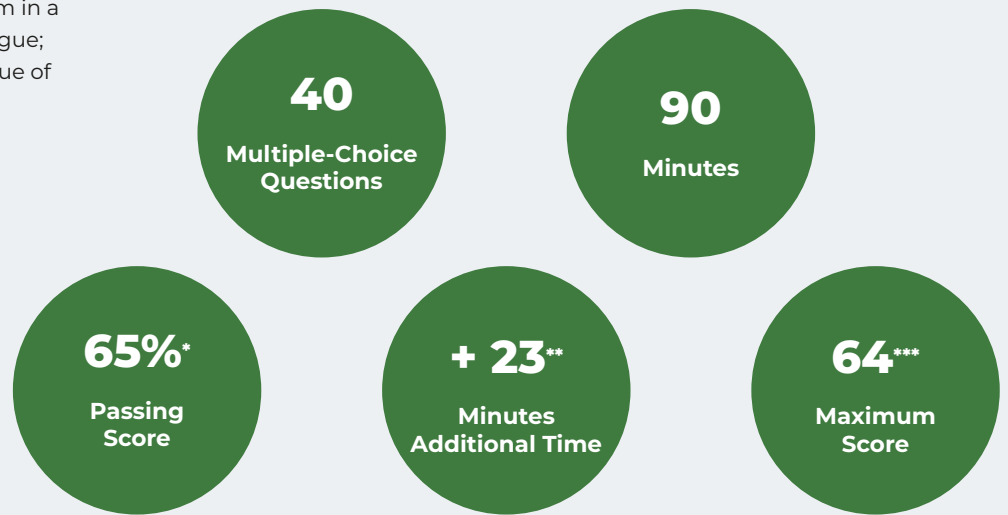 in a
gue;
ue of
40
Multiple-Choice
Questions
90
Minutes
65%*
Passing
Score
+ 23**
Minutes
Additional Time
64***
Maximum
Score